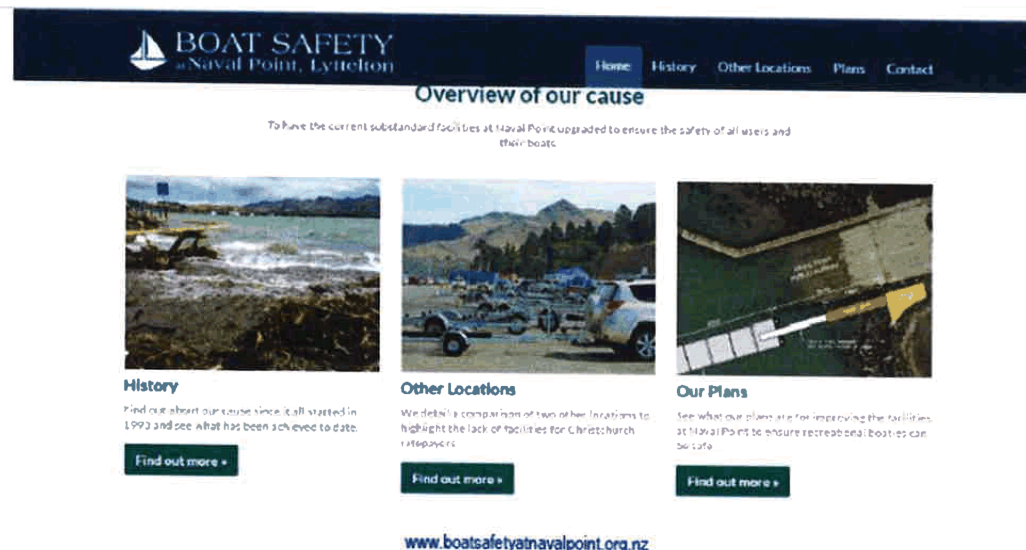 BOAT SAFETY
at Naval Point, Lyttelton
Home History Other Locations Plans Contact
Overview of our cause
To have the current substandard facilities at Naval Point upgraded to ensure the safety of all users and
their boats
History
Find out about our cause since it all started in
1993 and see what has been achieved to date.
Find out more »
Other Locations
We detail a comparison of two other locations to
highlight the lack of facilities for Christchurch
ratepayers
Find out more »
Our Plans
See what our plans are for improving the facilities
at Naval Point to ensure recreational boaties can
be safe
Find out more »
www.boatsafetyatnavalpoint.org.nz